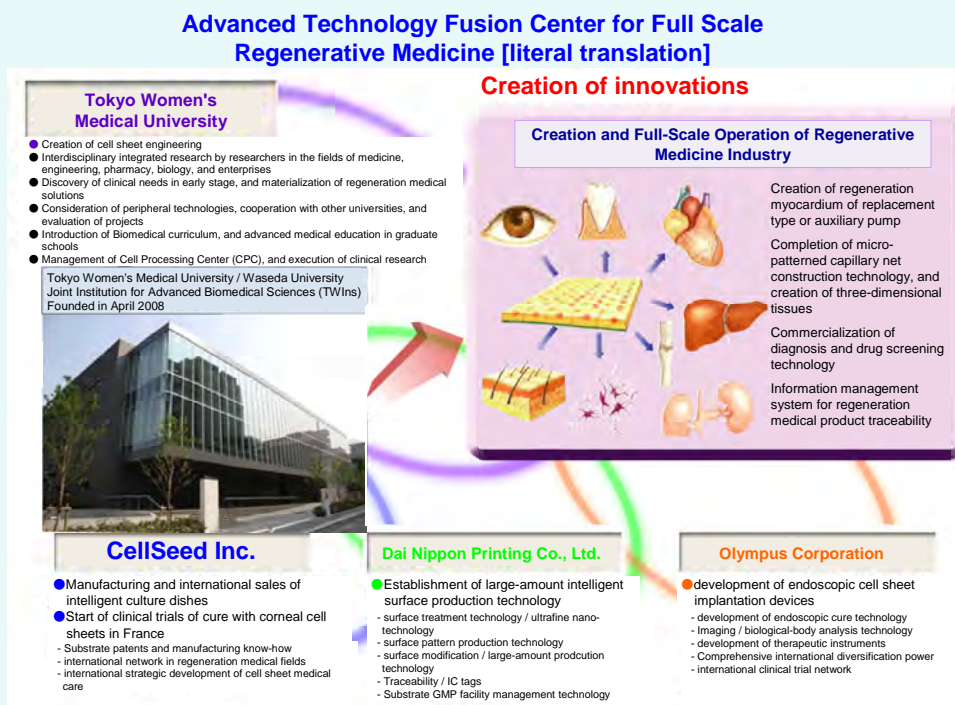 Advanced Technology Fusion Center for Full Scale
Regenerative Medicine [literal translation]
Creation of innovations
Tokyo Women's
Medical University
● Creation of cell sheet engineering
● Interdisciplinary integrated research by researchers in the fields of medicine,
engineering, pharmacy, biology, and enterprises
● Discovery of clinical needs in early stage, and materialization of regeneration medical
solutions
● Consideration of peripheral technologies, cooperation with other universities, and
evaluation of projects
● Introduction of Biomedical curriculum, and advanced medical education in graduate
schools
● Management of Cell Processing Center (CPC), and execution of clinical research
Tokyo Women's Medical University / Waseda University
Joint Institution for Advanced Biomedical Sciences (TWIns)
Founded in April 2008
Creation and Full-Scale Operation of Regenerative
Medicine Industry
Creation of regeneration
myocardium of replacement
type or auxiliary pump
Completion of micro-
patterned capillary net
construction technology, and
creation of three-dimensional
tissues
Commercialization of
diagnosis and drug screening
technology
Information management
system for regeneration
medical product traceability
CellSeed Inc.
●Manufacturing and international sales of
intelligent culture dishes
●Start of clinical trials of cure with corneal cell
sheets in France
- Substrate patents and manufacturing know-how
- international network in regeneration medical fields
- international strategic development of cell sheet medical
care
Dai Nippon Printing Co., Ltd.
●Establishment of large-amount intelligent
surface production technology
- surface treatment technology / ultrafine nano-
technology
- surface pattern production technology
- surface modification / large-amount prodcution
technology
- Traceability / IC tags
- Substrate GMP facility management technology
Olympus Corporation
●development of endoscopic cell sheet
implantation devices
- development of endoscopic cure technology
- Imaging / biological-body analysis technology
- development of therapeutic instruments
- Comprehensive international diversification power
- international clinical trial network